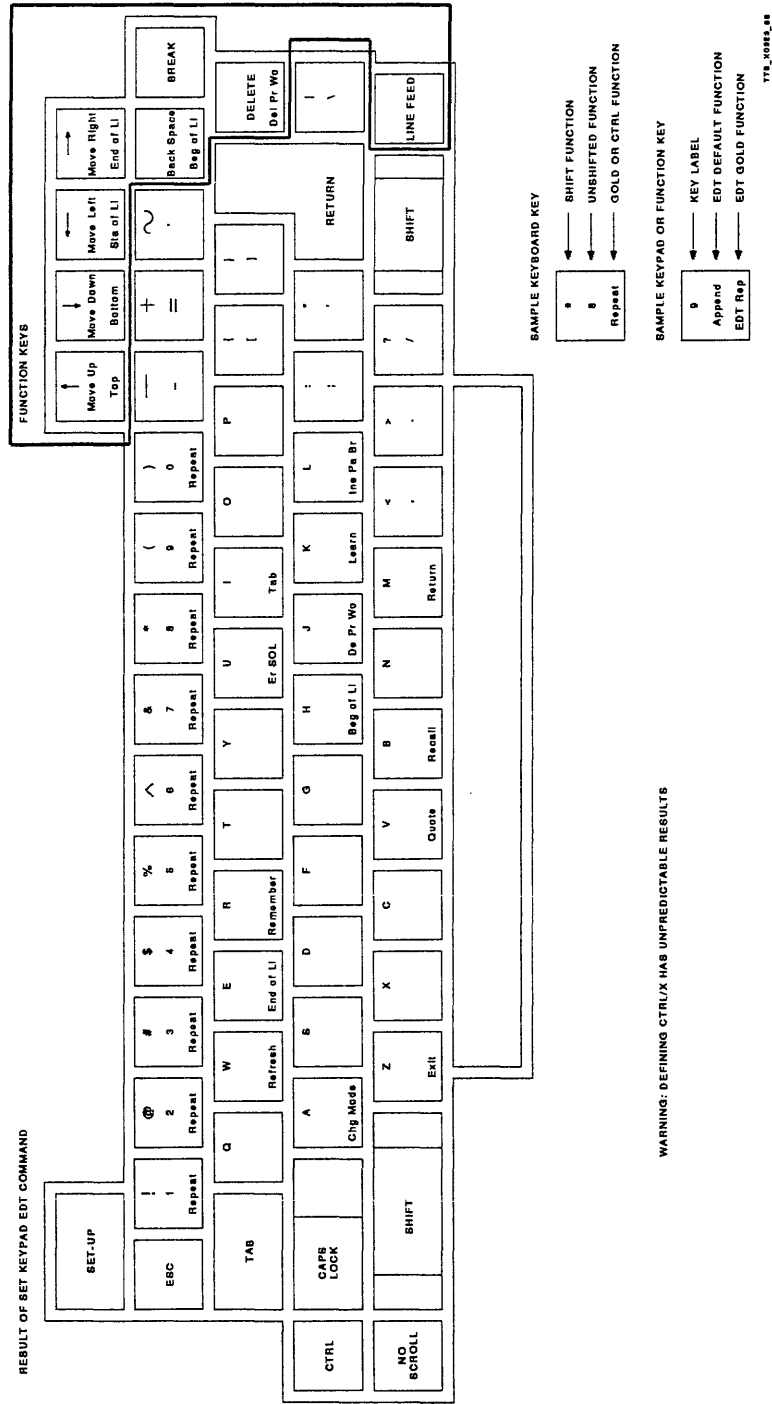 RESULT OF SET KEYPAD EDT COMMAND
FUNCTION KEYS
SET-UP
↑ Move Up Top
↓ Move Down Bottom
← Move Left Sta of Li
→ Move Right End of Li
ESC
! 1 Repeat
@ 2 Repeat
# 3 Repeat
$ 4 Repeat
% 5 Repeat
^ 6 Repeat
& 7 Repeat
* 8 Repeat
( 9 Repeat
) 0 Repeat
— -
+ =
~ .
Back Space Beg of Li
BREAK
TAB
Q
W Refresh
E End of Li
R Remember
T
Y
U Er SOL
I Tab
O
P
{ [
} ]
DELETE Del Pr Wo
CTRL
CAPS LOCK
A Chg Mode
S
D
F
G
H Beg of Li
J De Pr Wo
K Learn
L Ins Pa Br
: ;
RETURN
| \
NO SCROLL
SHIFT
Z Exit
X
C
V Quote
B Recall
N
M Return
<
>
? /
SHIFT
LINE FEED
SAMPLE KEYBOARD KEY
* ← SHIFT FUNCTION
8 ← UNSHIFTED FUNCTION
Repeat ← GOLD OR CTRL FUNCTION
SAMPLE KEYPAD OR FUNCTION KEY
9 ← KEY LABEL
Append ← EDT DEFAULT FUNCTION
EDT Rep ← EDT GOLD FUNCTION
WARNING: DEFINING CTRL/X HAS UNPREDICTABLE RESULTS